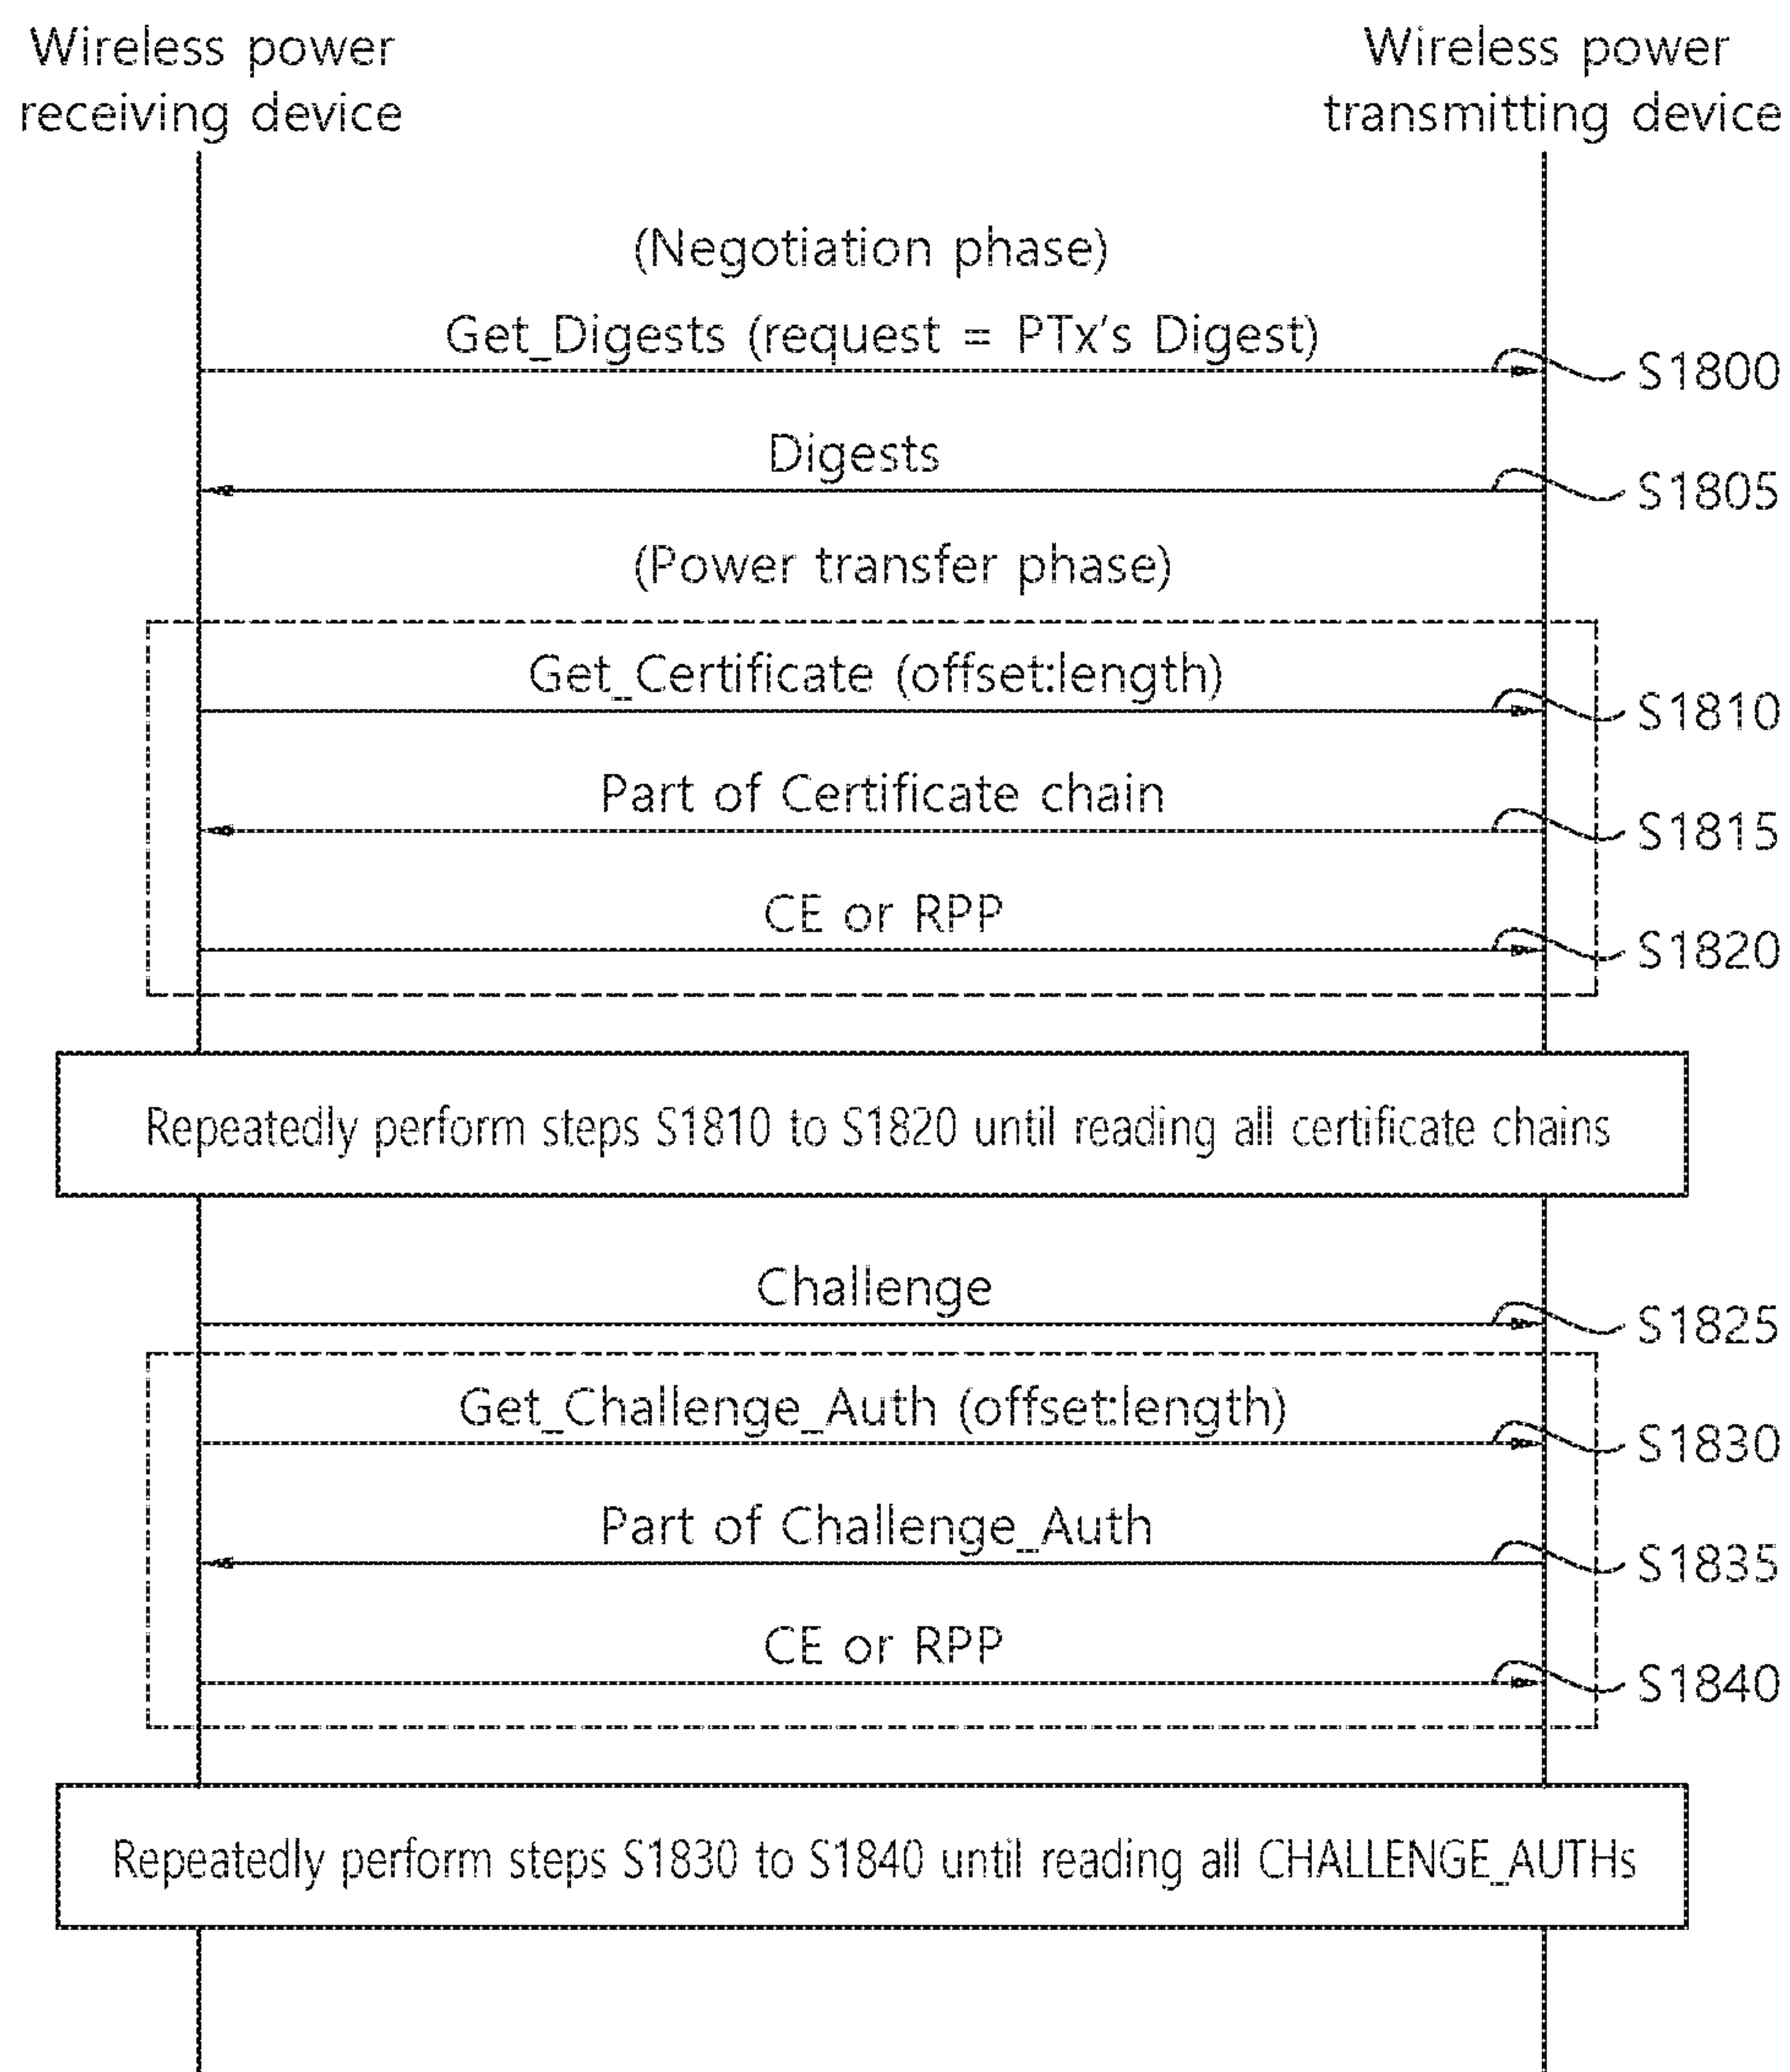 Wireless power
receiving device
Wireless power
transmitting device
(Negotiation phase)
Get_Digests (request = PTx's Digest)
S1800
Digests
S1805
(Power transfer phase)
Get_Certificate (offset:length)
S1810
Part of Certificate chain
S1815
CE or RPP
S1820
Repeatedly perform steps S1810 to S1820 until reading all certificate chains
Challenge
S1825
Get_Challenge_Auth (offset:length)
S1830
Part of Challenge_Auth
S1835
CE or RPP
S1840
Repeatedly perform steps S1830 to S1840 until reading all CHALLENGE_AUTHs